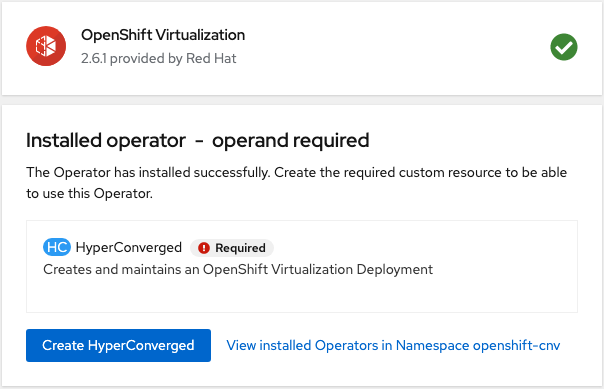 OpenShift Virtualization
2.6.1 provided by Red Hat
Installed operator - operand required
The Operator has installed successfully. Create the required custom resource to be able
to use this Operator.
HC HyperConverged Required
Creates and maintains an OpenShift Virtualization Deployment
Create HyperConverged View installed Operators in Namespace openshift-cnv